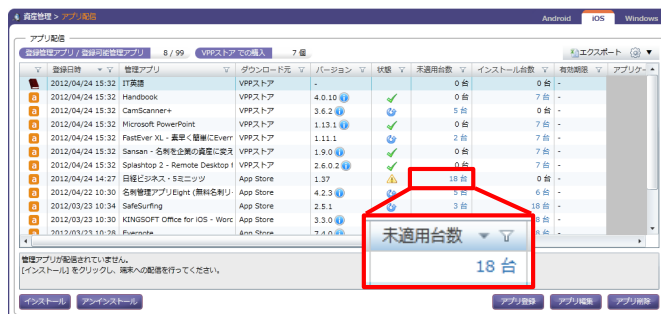 資産管理 > アプリ配信
Android iOS Windows
アプリ配信
登録管理アプリ / 登録可能管理アプリ 8 / 99 VPPストア での購入 7 個 エクスポート
登録日時 管理アプリ ダウンロード元 バージョン 状態 未適用台数 インストール台数 有効期限 アプリケー
2012/04/24 15:32 IT英語 VPPストア - 0 台 0 台 -
2012/04/24 15:32 Handbook VPPストア 4.0.10 0 台 7 台 -
2012/04/24 15:32 CamScanner+ VPPストア 3.6.2 5 台 0 台 -
2012/04/24 15:32 Microsoft PowerPoint VPPストア 1.13.1 0 台 7 台 -
2012/04/24 15:32 FastEver XL - 素早く簡単にEverr VPPストア 1.11.1 2 台 7 台 -
2012/04/24 15:32 Sansan - 名刺を企業の資産に変え VPPストア 1.9.0 0 台 7 台 -
2012/04/24 15:32 Splashtop 2 - Remote Desktop f VPPストア 2.6.0.2 0 台 7 台 -
2012/04/24 14:27 日経ビジネス・5ミニッツ App Store 1.37 18 台 0 台 -
2012/04/22 10:30 名刺管理アプリEight (無料名刺リ- App Store 4.2.3 5 台 6 台 -
2012/03/23 10:34 SafeSurfing App Store 2.5.1 3 台 18 台 -
2012/03/23 10:30 KINGSOFT Office for iOS - Worc App Store 3.3.0 8 台 -
2012/03/23 10:28 Evernote App Store 7.4.0 台 -
未適用台数
18 台
管理アプリが配信されていません。
[インストール] をクリックし、端末への配信を行ってください。
インストール アンインストール アプリ登録 アプリ編集 アプリ削除